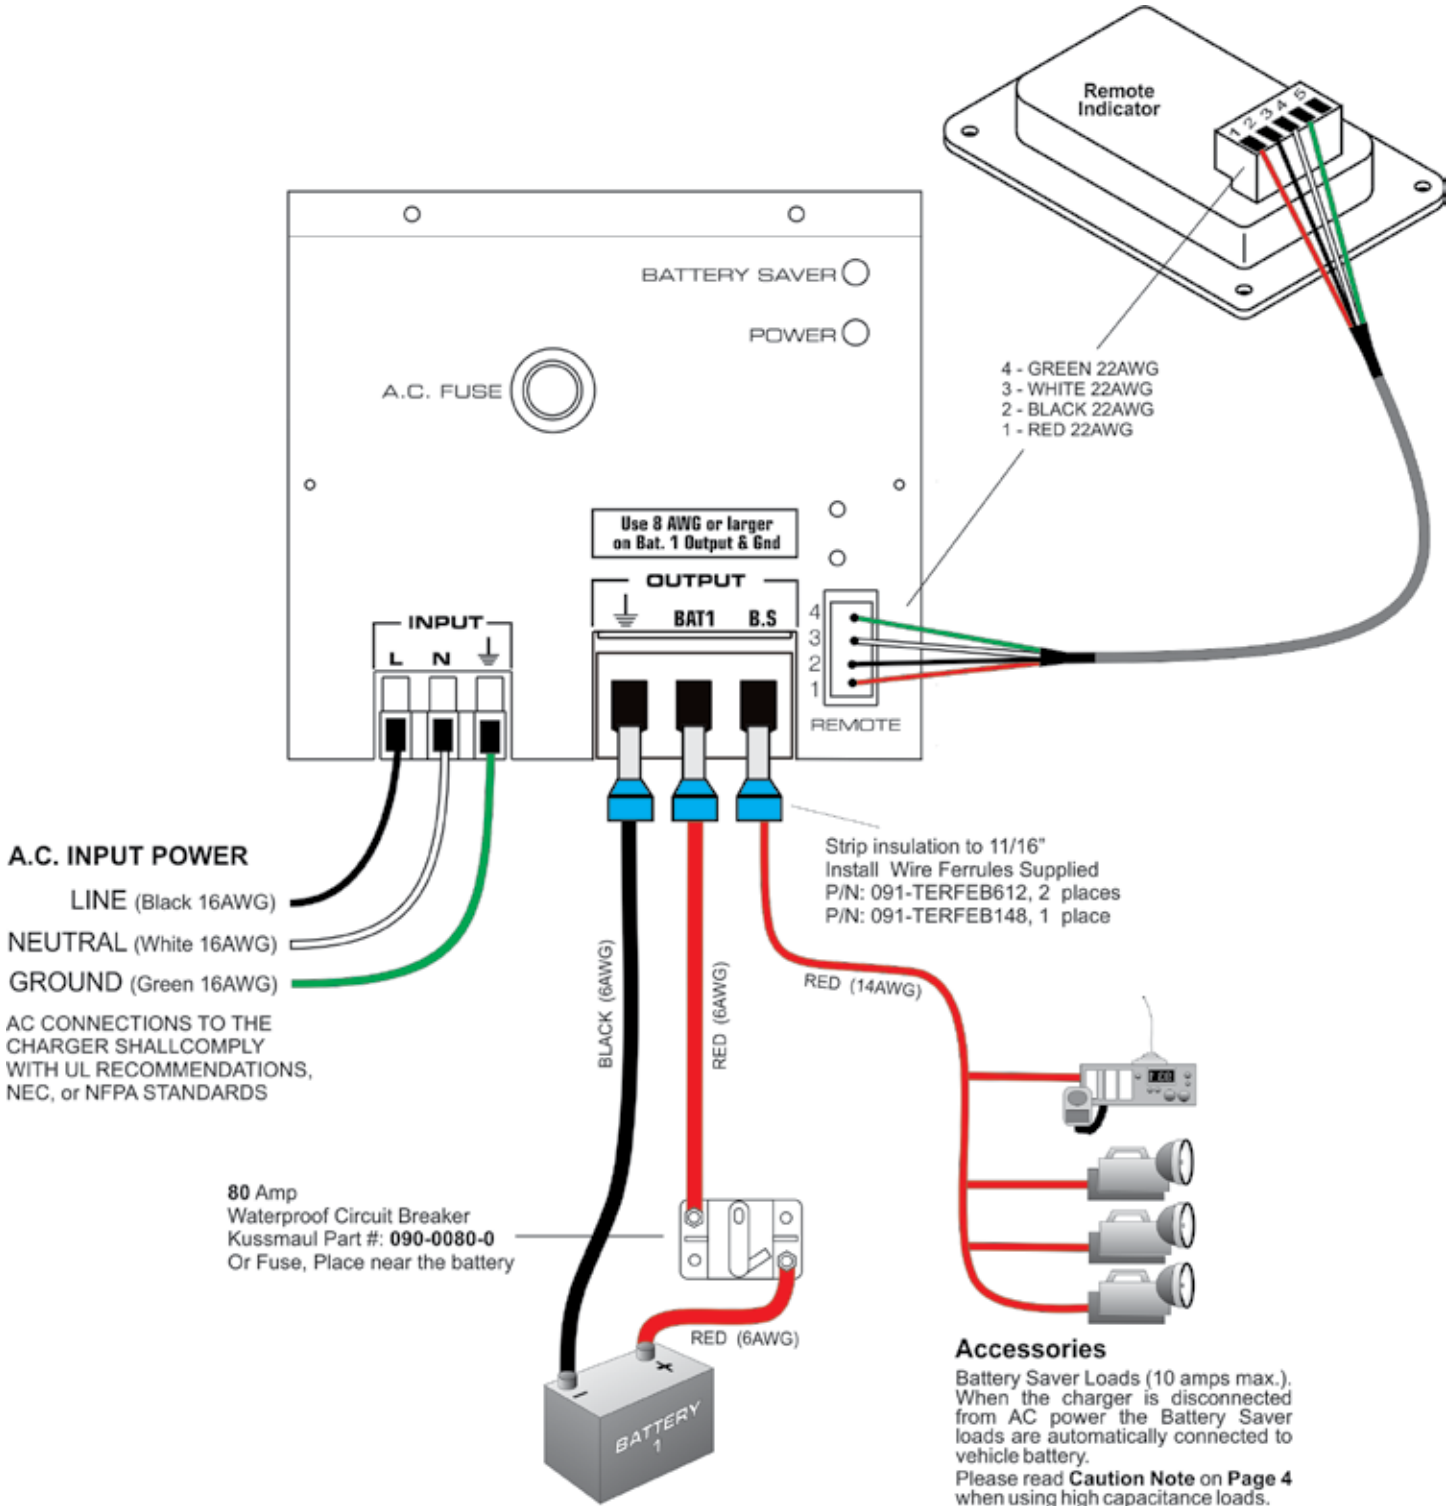 Remote
Indicator
1 2 3 4 5
BATTERY SAVER
POWER
A.C. FUSE
4 - GREEN 22AWG
3 - WHITE 22AWG
2 - BLACK 22AWG
1 - RED 22AWG
Use 8 AWG or larger
on Bat. 1 Output & Gnd
OUTPUT
BAT1 B.S
4
3
2
1
REMOTE
INPUT
L N
A.C. INPUT POWER
LINE (Black 16AWG)
NEUTRAL (White 16AWG)
GROUND (Green 16AWG)
AC CONNECTIONS TO THE
CHARGER SHALLCOMPLY
WITH UL RECOMMENDATIONS,
NEC, or NFPA STANDARDS
Strip insulation to 11/16"
Install Wire Ferrules Supplied
P/N: 091-TERFEB612, 2 places
P/N: 091-TERFEB148, 1 place
BLACK (6AWG)
RED (6AWG)
RED (14AWG)
80 Amp
Waterproof Circuit Breaker
Kussmaul Part #: 090-0080-0
Or Fuse, Place near the battery
RED (6AWG)
- +
BATTERY
1
Accessories
Battery Saver Loads (10 amps max.).
When the charger is disconnected
from AC power the Battery Saver
loads are automatically connected to
vehicle battery.
Please read Caution Note on Page 4
when using high capacitance loads.